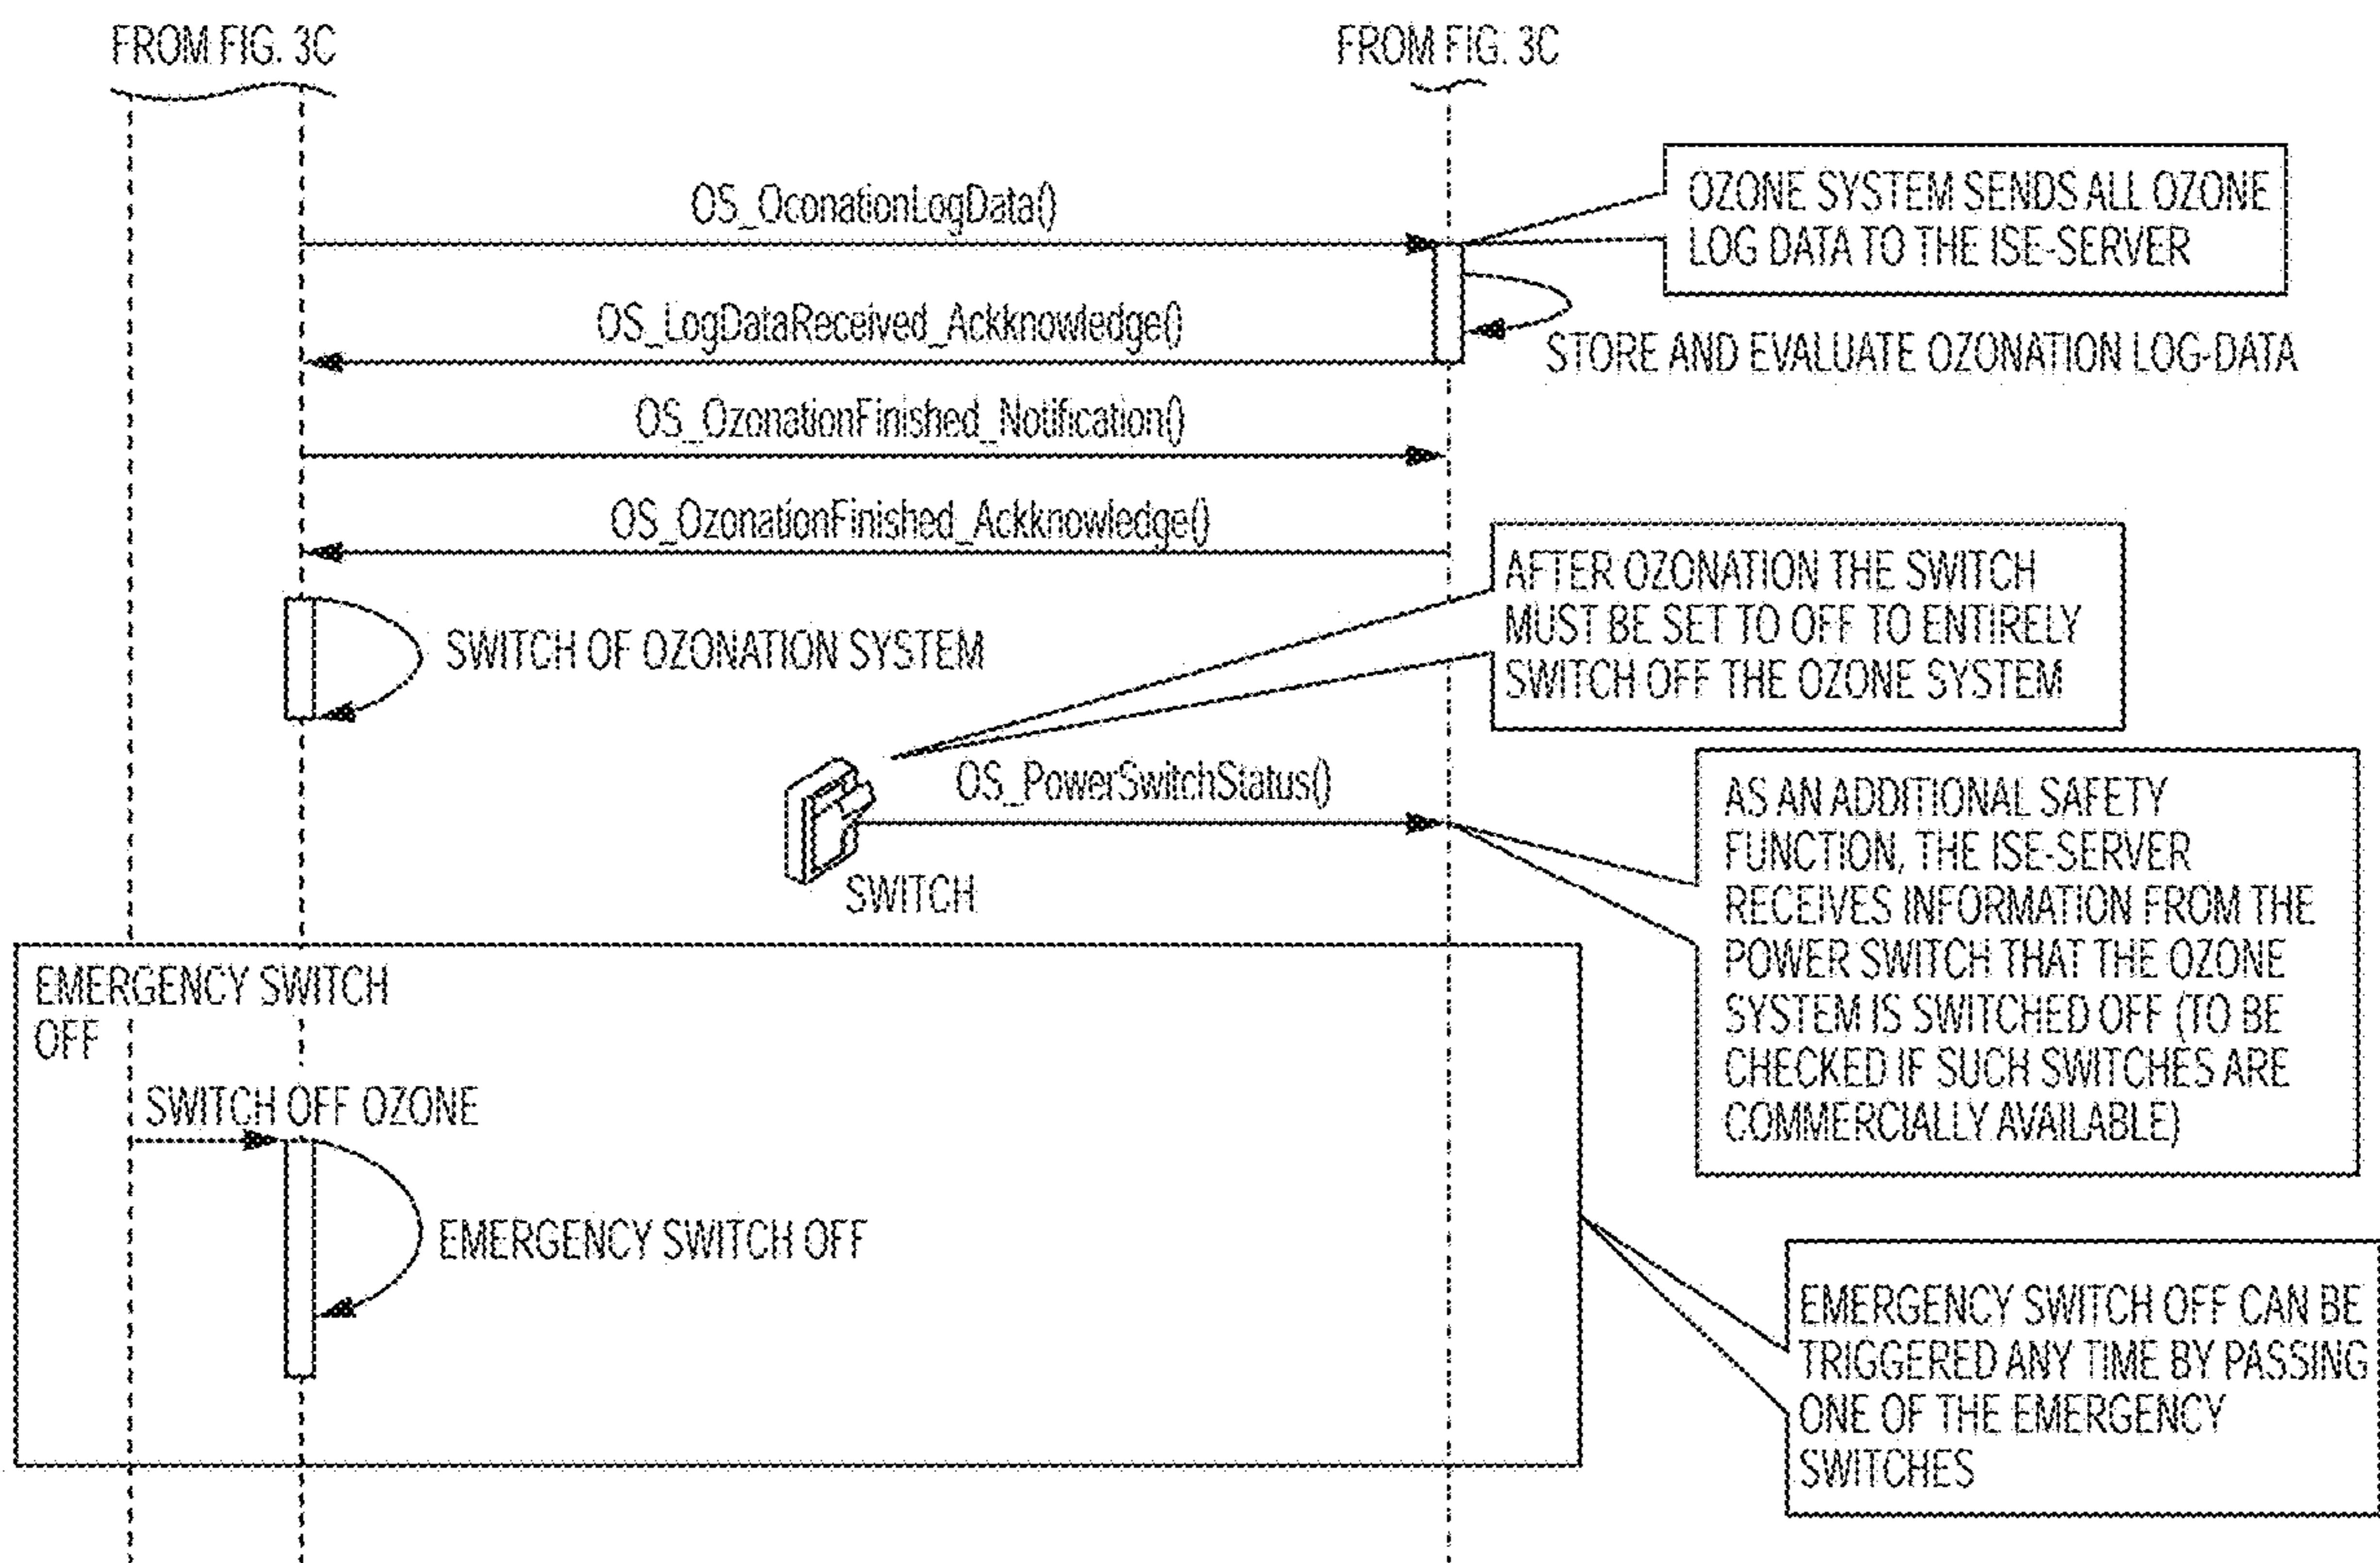 FROM FIG. 3C
FROM FIG. 3C
OS_OconationLogData()
OZONE SYSTEM SENDS ALL OZONE
LOG DATA TO THE ISE-SERVER
OS_LogDataReceived_Ackknowledge()
STORE AND EVALUATE OZONATION LOG-DATA
OS_OzonationFinished_Notification()
OS_OzonationFinished_Ackknowledge()
AFTER OZONATION THE SWITCH
MUST BE SET TO OFF TO ENTIRELY
SWITCH OFF THE OZONE SYSTEM
SWITCH OF OZONATION SYSTEM
OS_PowerSwitchStatus()
SWITCH
AS AN ADDITIONAL SAFETY
FUNCTION, THE ISE-SERVER
RECEIVES INFORMATION FROM THE
POWER SWITCH THAT THE OZONE
SYSTEM IS SWITCHED OFF (TO BE
CHECKED IF SUCH SWITCHES ARE
COMMERCIALLY AVAILABLE)
EMERGENCY SWITCH
OFF
SWITCH OFF OZONE
EMERGENCY SWITCH OFF
EMERGENCY SWITCH OFF CAN BE
TRIGGERED ANY TIME BY PASSING
ONE OF THE EMERGENCY
SWITCHES